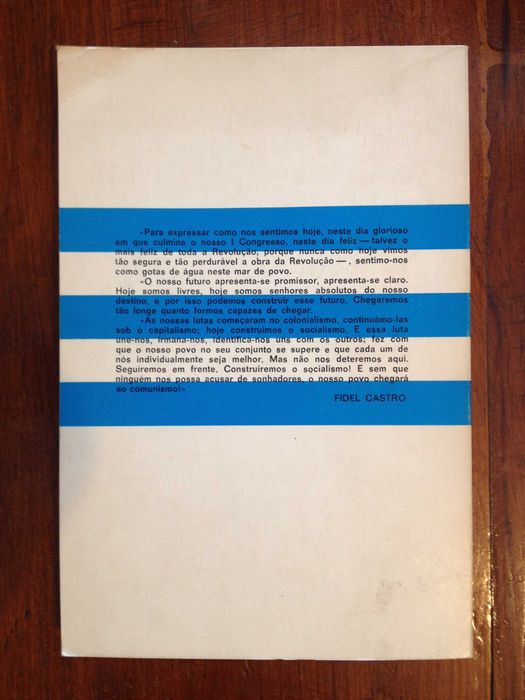 «Para expressar como nos sentimos hoje, neste dia glorioso
em que culmina o nosso I Congresso, neste dia feliz — talvez o
mais feliz de toda a Revolução, porque nunca como hoje vimos
tão segura e tão perdurável a obra da Revolução — , sentimo-nos
como gotas de água neste mar de povo.
«O nosso futuro apresenta-se promissor, apresenta-se claro.
Hoje somos livres, hoje somos senhores absolutos do nosso
destino, e por isso podemos construir esse futuro. Chegaremos
tão longe quanto formos capazes de chegar.
«As nossas lutas começaram no colonialismo, continuámo-las
sob o capitalismo; hoje construimos o socialismo. E essa luta
une-nos, irmana-nos, identifica-nos uns com os outros; fez com
que o nosso povo no seu conjunto se supere e que cada um de
nós individualmente seja melhor. Mas não nos deteremos aqui.
Seguiremos em frente. Construiremos o socialismo! E sem que
ninguém nos possa acusar de sonhadores, o nosso povo chegará
ao comunismo!»
FIDEL CASTRO